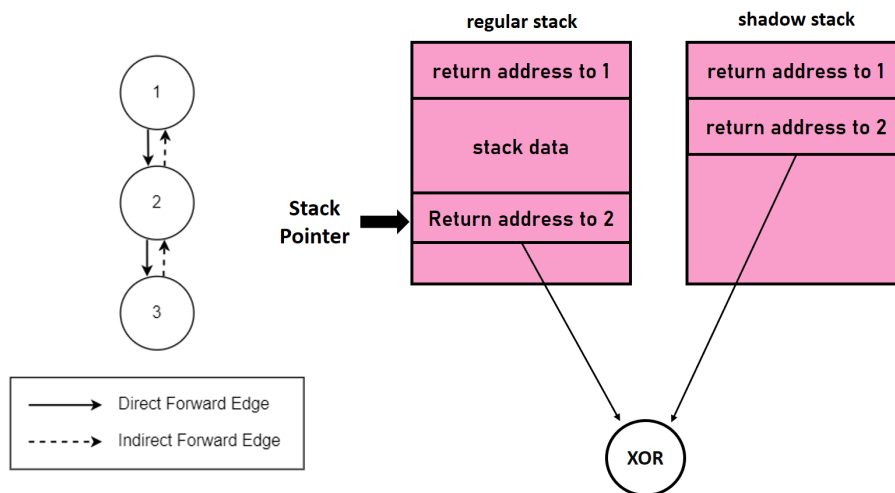 regular stack
shadow stack
1
2
3
return address to 1
stack data
Return address to 2
Stack
Pointer
return address to 1
return address to 2
XOR
Direct Forward Edge
Indirect Forward Edge